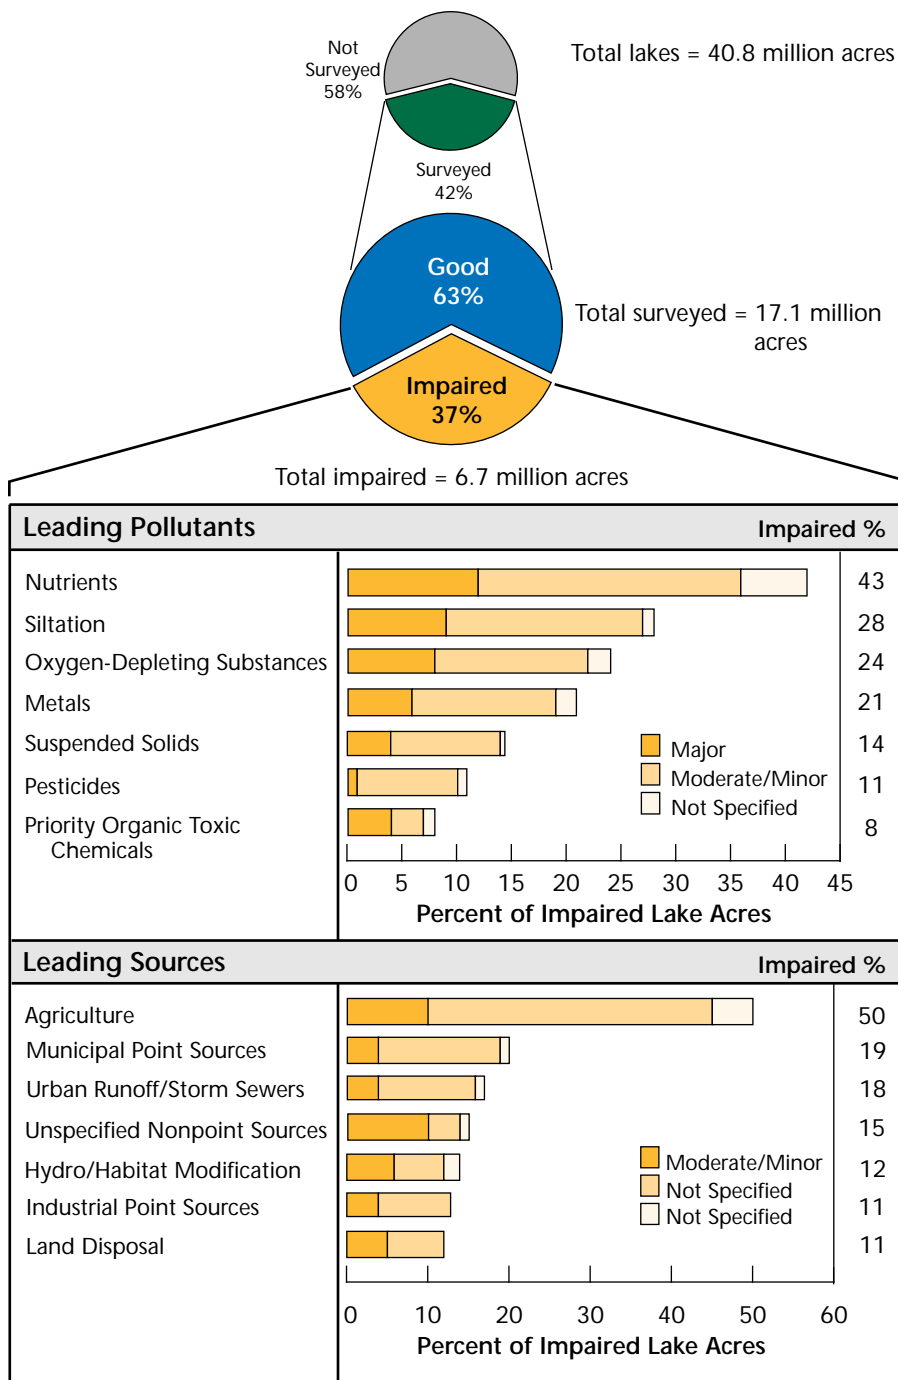 Not
Surveyed
58%
Total lakes = 40.8 million acres
Surveyed
42%
Good
63%
Total surveyed = 17.1 million
acres
Impaired
37%
Total impaired = 6.7 million acres
Leading Pollutants Impaired %
Nutrients 43
Siltation 28
Oxygen-Depleting Substances 24
Metals 21
Suspended Solids 14
Pesticides 11
Priority Organic Toxic
Chemicals 8
Major
Moderate/Minor
Not Specified
0 5 10 15 20 25 30 35 40 45
Percent of Impaired Lake Acres
Leading Sources Impaired %
Agriculture 50
Municipal Point Sources 19
Urban Runoff/Storm Sewers 18
Unspecified Nonpoint Sources 15
Hydro/Habitat Modification 12
Industrial Point Sources 11
Land Disposal 11
Moderate/Minor
Not Specified
Not Specified
0 10 20 30 40 50 60
Percent of Impaired Lake Acres